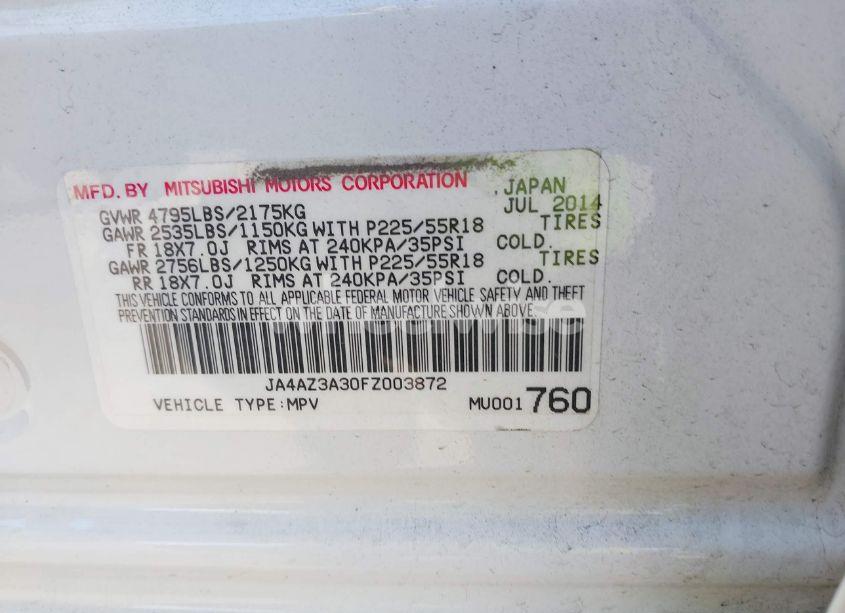 MFD. BY MITSUBISHI MOTORS CORPORATION JAPAN
GVWR 4795LBS/2175KG JUL 2014
GAWR 2535LBS/1150KG WITH P225/55R18 TIRES
FR 18X7.0J RIMS AT 240KPA/35PSI COLD.
GAWR 2756LBS/1250KG WITH P225/55R18 TIRES
RR 18X7.0J RIMS AT 240KPA/35PSI COLD.
THIS VEHICLE CONFORMS TO ALL APPLICABLE FEDERAL MOTOR VEHICLE SAFETY AND THEFT
PREVENTION STANDARDS IN EFFECT ON THE DATE OF MANUFACTURE SHOWN ABOVE.
JA4AZ3A30FZ003872
VEHICLE TYPE:MPV MU001 760